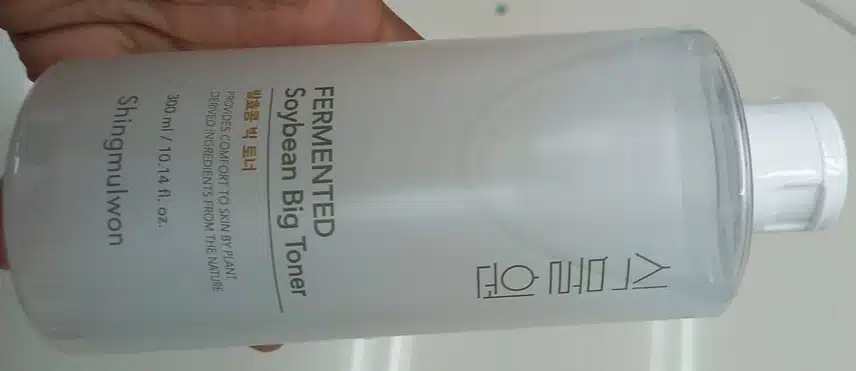 식물원
FERMENTED
Soybean Big Toner
발효콩 빅 토너
PROVIDES COMFORT TO SKIN BY PLANT
DERIVED INGREDIENTS FROM THE NATURE
300 ml / 10.14 fl. oz.
Shingmulwon